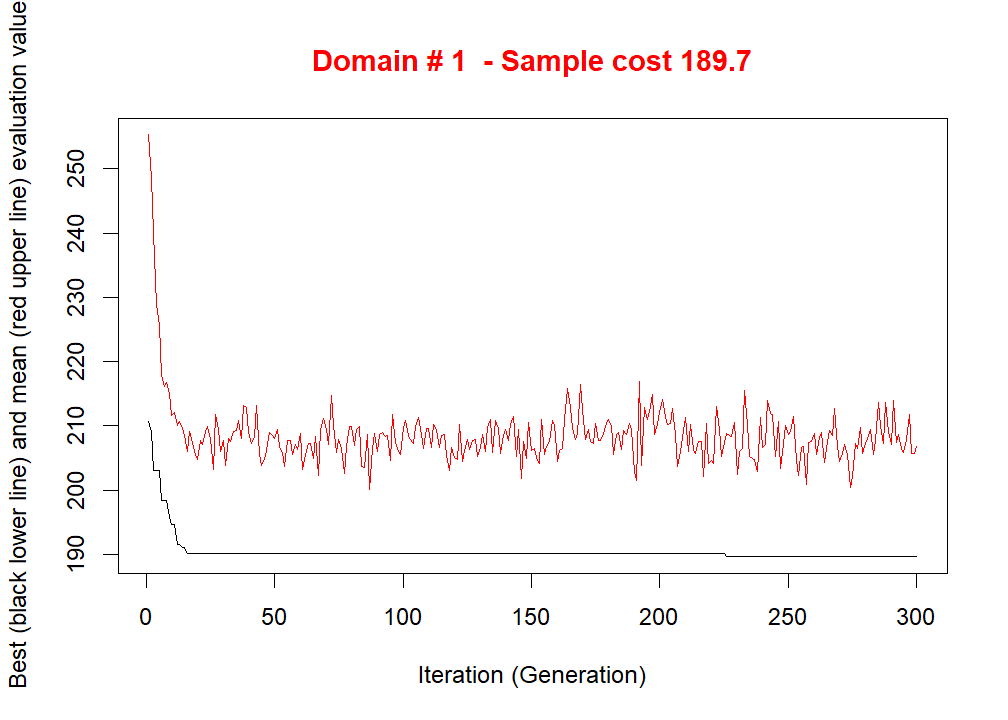 Domain # 1  - Sample cost 189.7
Best (black lower line) and mean (red upper line) evaluation value
250
240
230
220
210
200
190
0 50 100 150 200 250 300
Iteration (Generation)